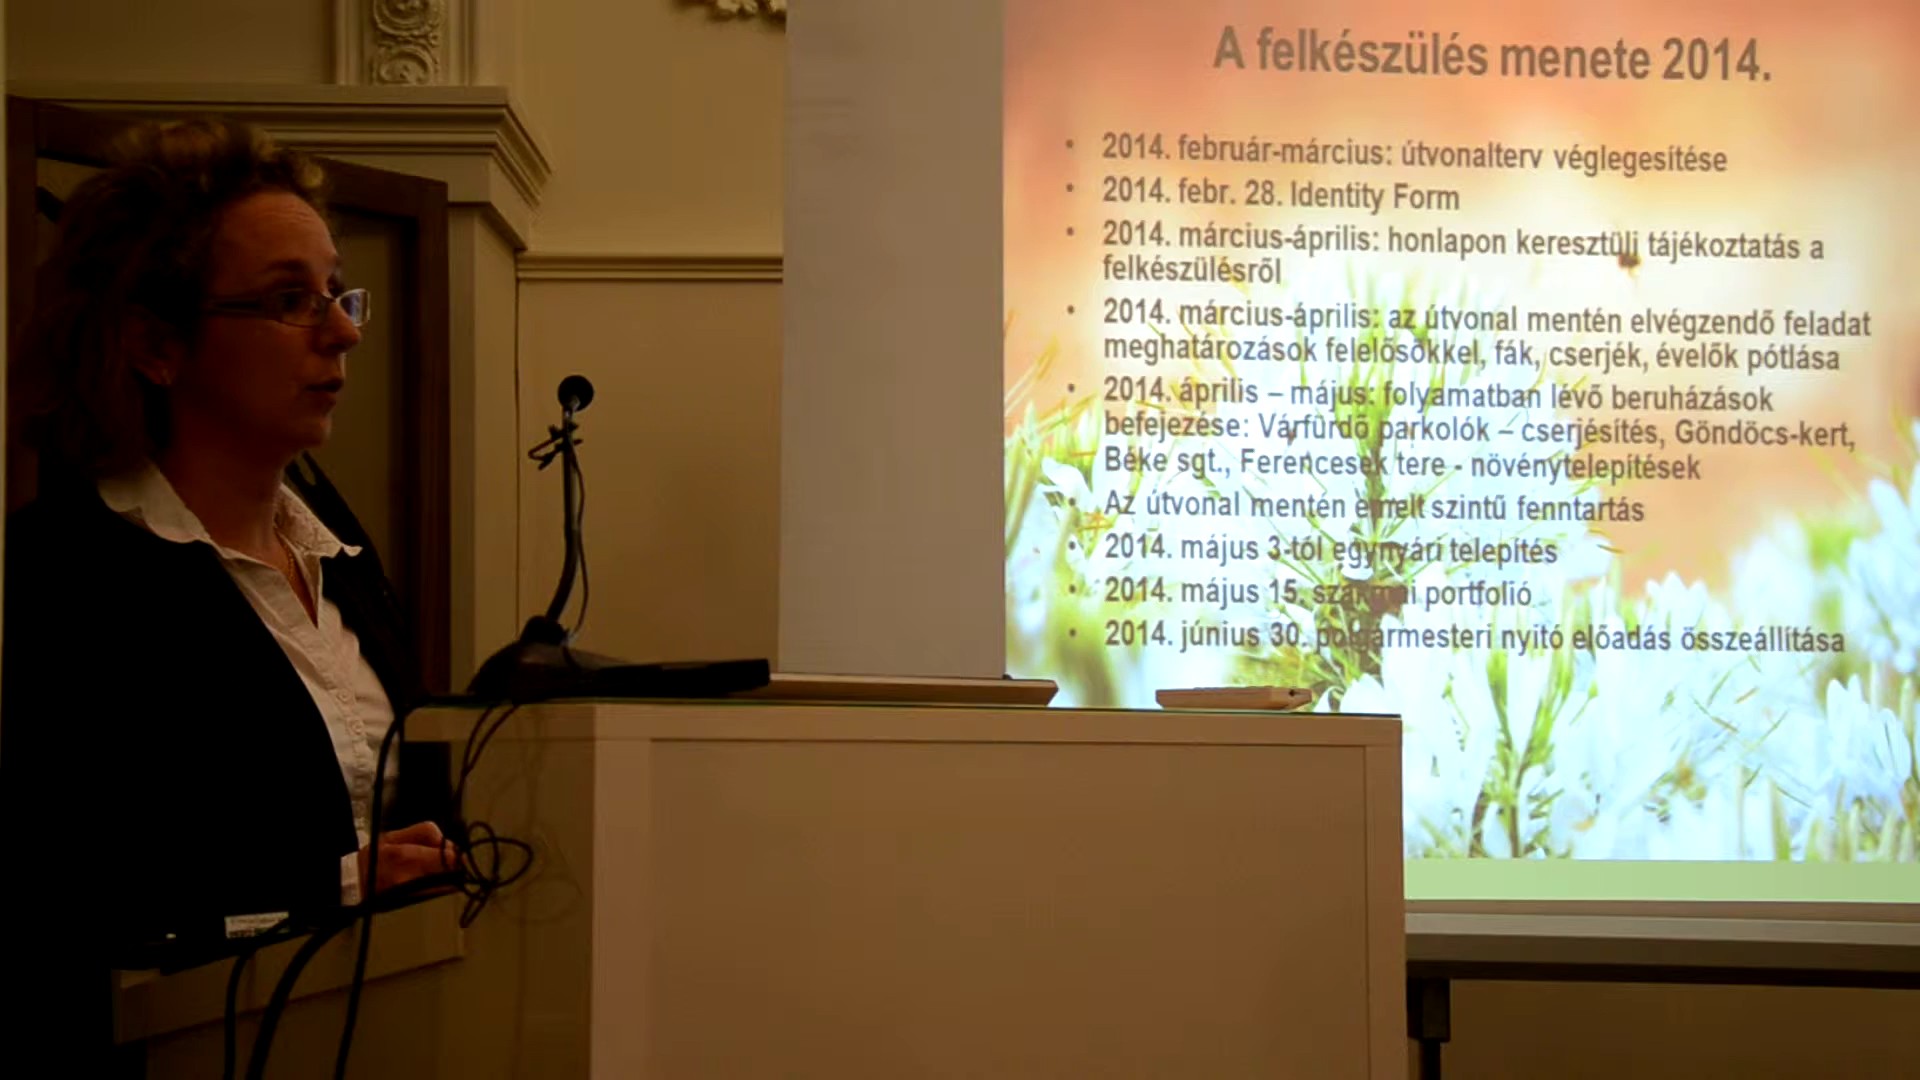 A felkészülés menete 2014.
• 2014. február-március: útvonalterv véglegesítése
• 2014. febr. 28. Identity Form
• 2014. március-április: honlapon keresztülj tájékoztatás a
felkészülésről
• 2014. március-április: az útvonal mentén elvégzendő feladat
meghatározások felelősökkel, fák, cserjék, évelők pótlása
• 2014. április – május: folyamatban lévő beruházások
befejezése: Várfürdő parkolók – cserjésítés, Göndöcs-kert,
Béke sgt., Ferencesek tere - növénytelepítések
• Az útvonal mentén emelt szintű fenntartás
• 2014. május 3-tól egynyári telepítés
• 2014. május 15. szakmai portfolió
• 2014. június 30. polgármesteri nyitó előadás összeállítása